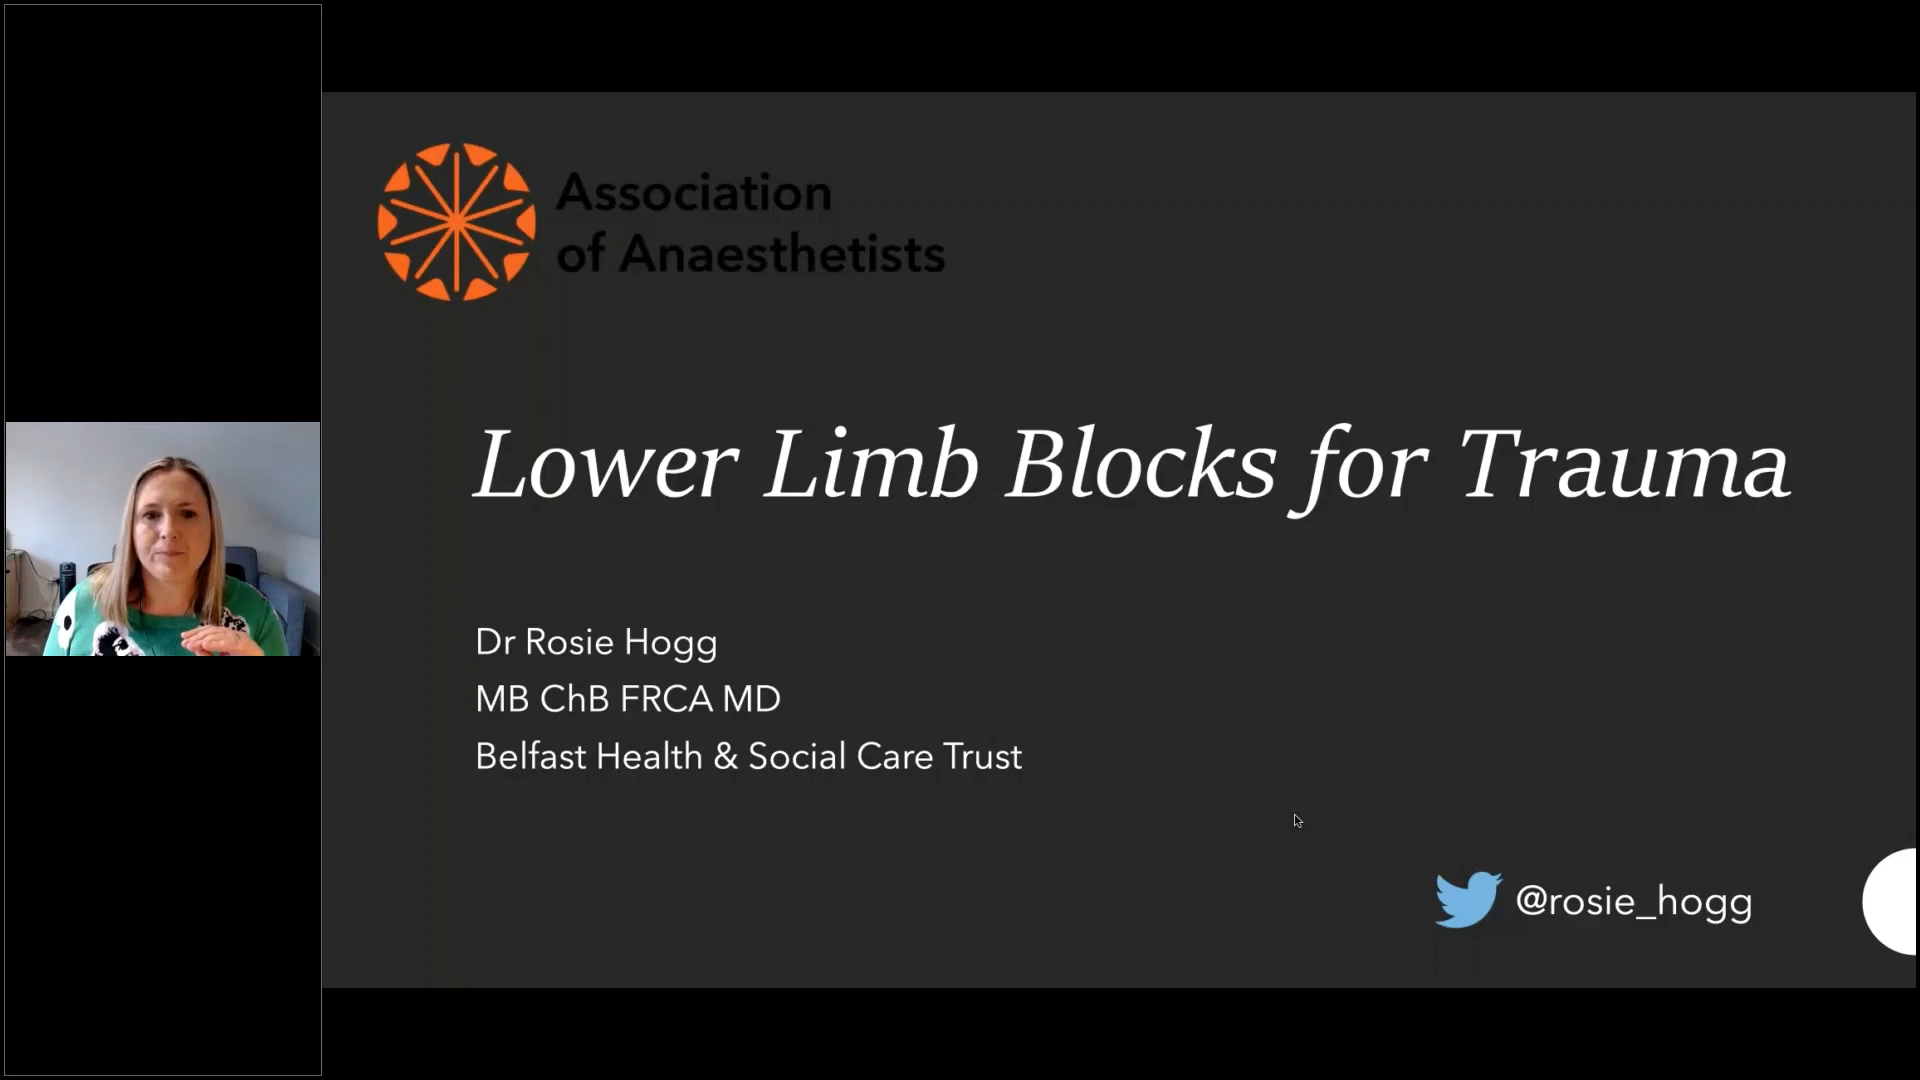 Association
of Anaesthetists
Lower Limb Blocks for Trauma
Dr Rosie Hogg
MB ChB FRCA MD
Belfast Health & Social Care Trust
@rosie_hogg